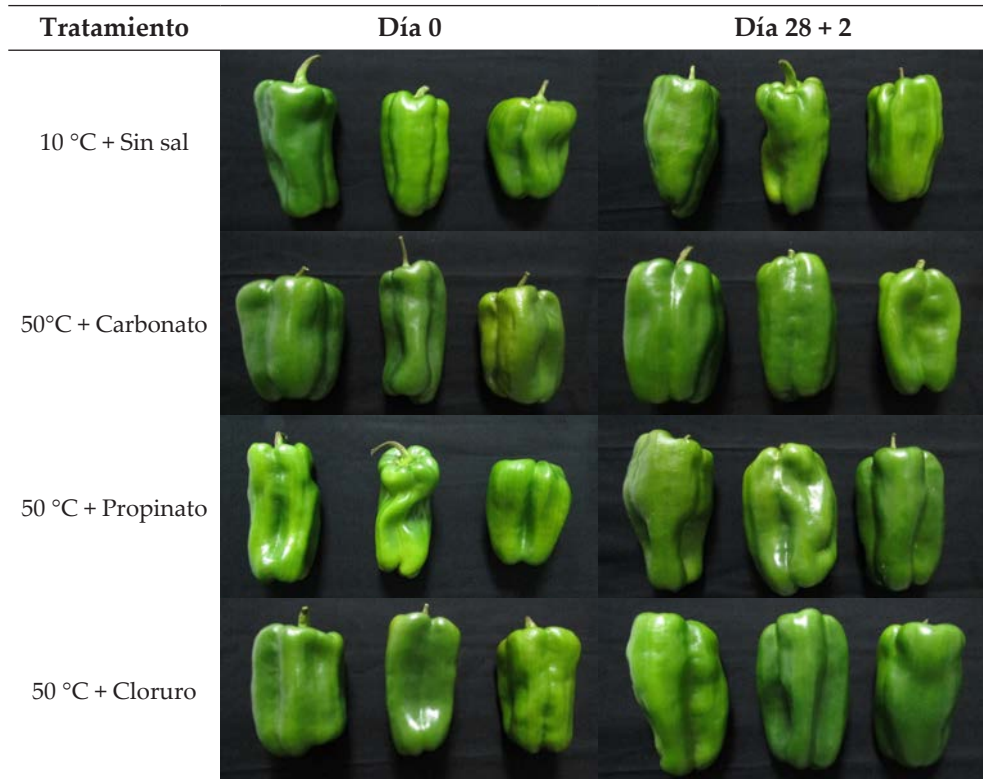 Tratamiento Día 0 Día 28 + 2
10 °C + Sin sal
50°C + Carbonato
50 °C + Propinato
50 °C + Cloruro